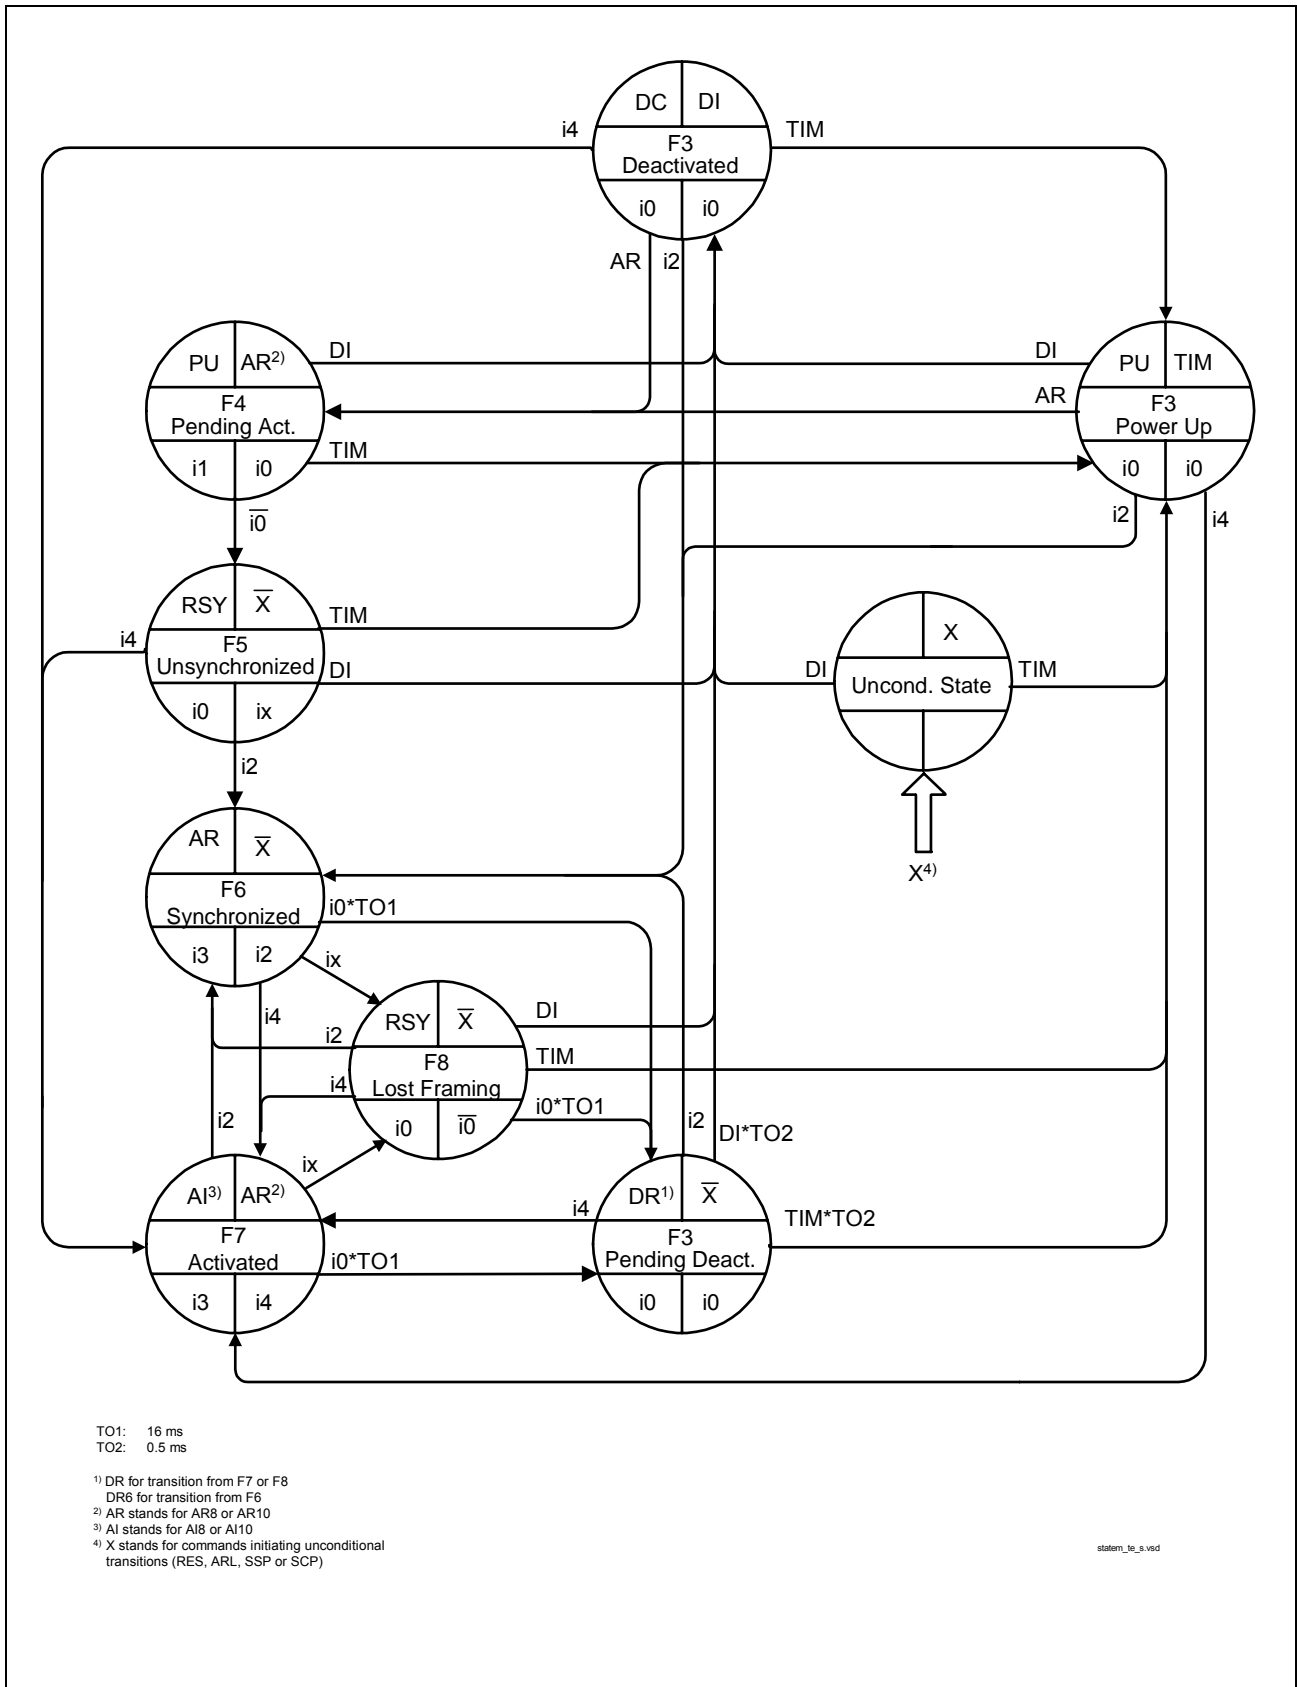 DC DI
i4 TIM
F3
Deactivated
i0 i0
AR i2
PU AR2)
DI
DI
PU TIM
AR
F4
Pending Act.
F3
Power Up
TIM
i1 i0
i0 i0
i2 i4
i̅0̅
RSY X̅
TIM
X
i4
F5
Unsynchronized
DI
DI
Uncond. State
TIM
i0 ix
i2
AR X̅
X4)
F6
Synchronized
i0*TO1
i3 i2
ix
i4
RSY X̅
DI
i2
TIM
F8
Lost Framing
i4
i0*TO1
i0 i̅0̅
i2
i2
DI*TO2
ix
AI3) AR2)
DR1) X̅
i4
TIM*TO2
F7
Activated
F3
Pending Deact.
i0*TO1
i3 i4
i0 i0
TO1: 16 ms
TO2: 0.5 ms
1) DR for transition from F7 or F8
DR6 for transition from F6
2) AR stands for AR8 or AR10
3) AI stands for AI8 or AI10
4) X stands for commands initiating unconditional
transitions (RES, ARL, SSP or SCP)
statem_te_s.vsd